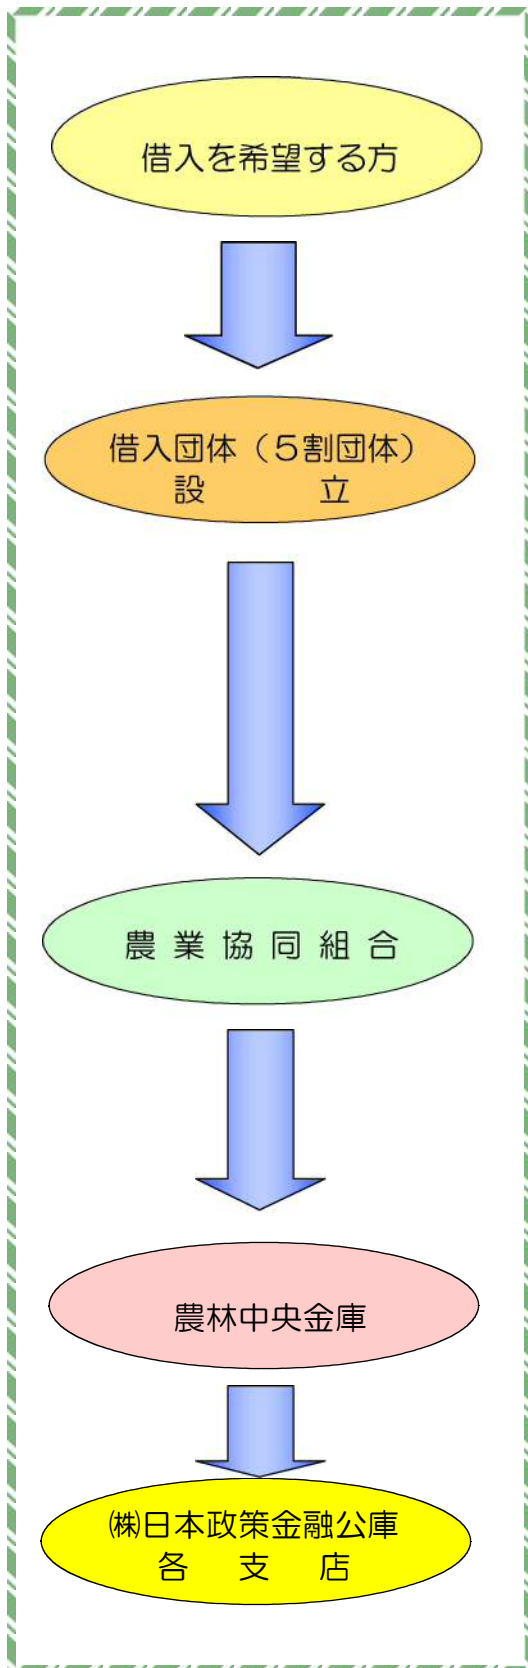 借入を希望する方
借入団体（５割団体）
設　　　立
農 業 協 同 組 合
農林中央金庫
㈱日本政策金融公庫
各　支　店